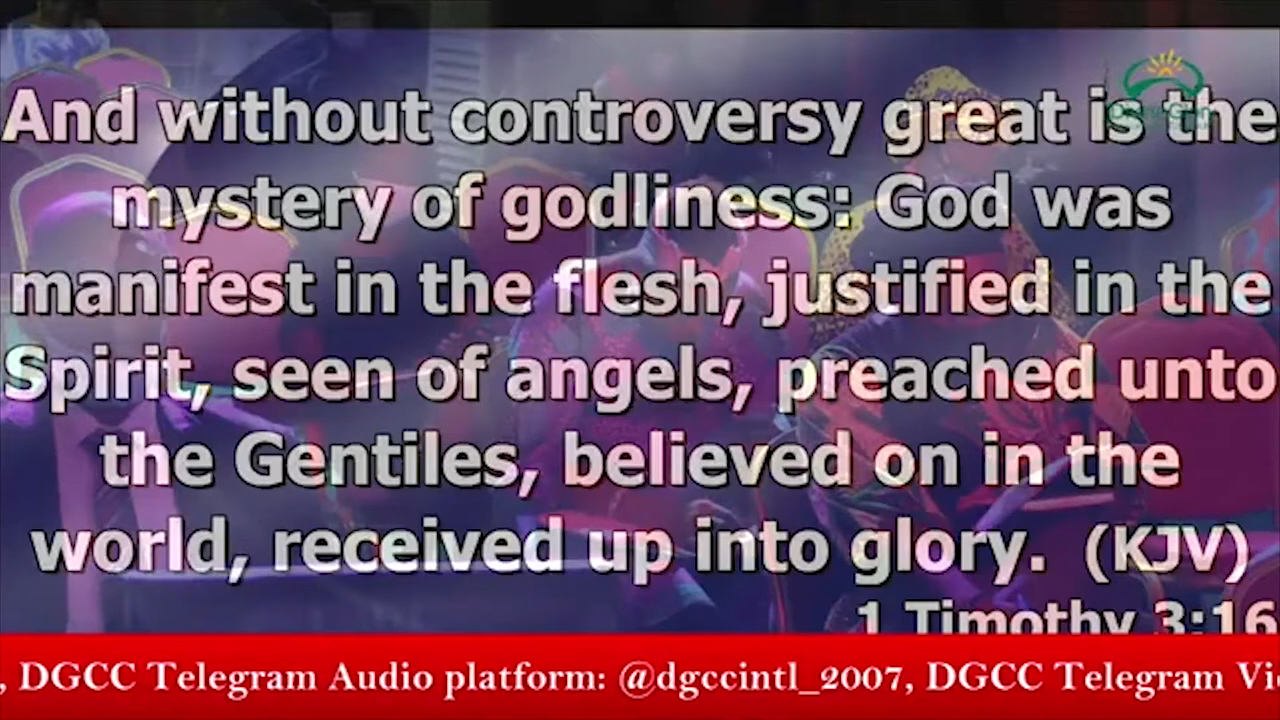 And without controversy great is the
mystery of godliness: God was
manifest in the flesh, justified in the
Spirit, seen of angels, preached unto
the Gentiles, believed on in the
world, received up into glory. (KJV)
1 Timothy 3:16
, DGCC Telegram Audio platform: @dgccintl_2007, DGCC Telegram